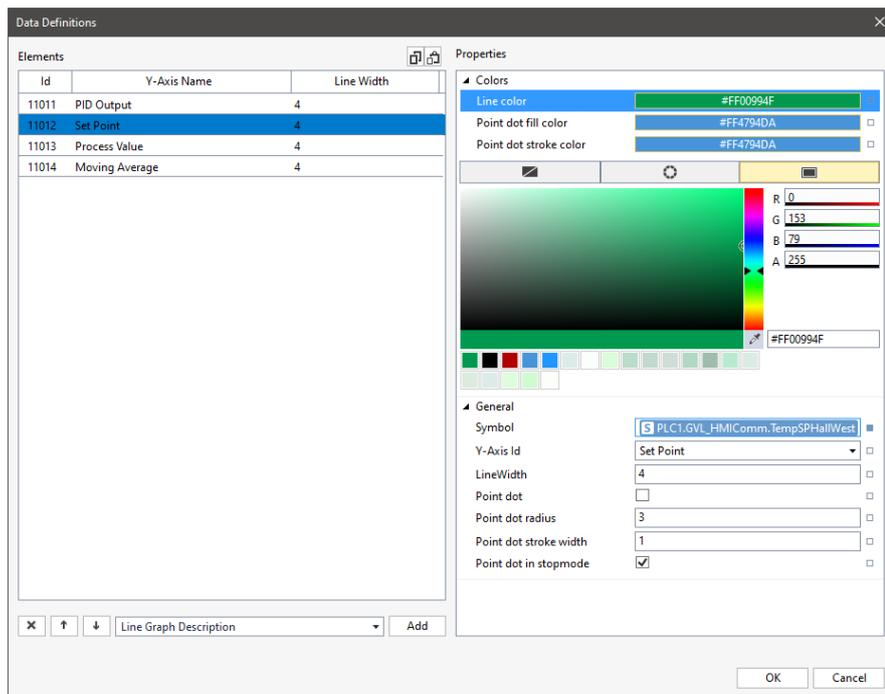 Data Definitions
Elements
Id Y-Axis Name Line Width
11011 PID Output 4
11012 Set Point 4
11013 Process Value 4
11014 Moving Average 4
Line Graph Description Add
Properties
Colors
Line color #FF00994F
Point dot fill color #FF4794DA
Point dot stroke color #FF4794DA
R 0
G 153
B 79
A 255
#FF00994F
General
Symbol S PLC1.GVL_HMIComm.TempSPHallWest
Y-Axis Id Set Point
LineWidth 4
Point dot
Point dot radius 3
Point dot stroke width 1
Point dot in stopmode
OK Cancel